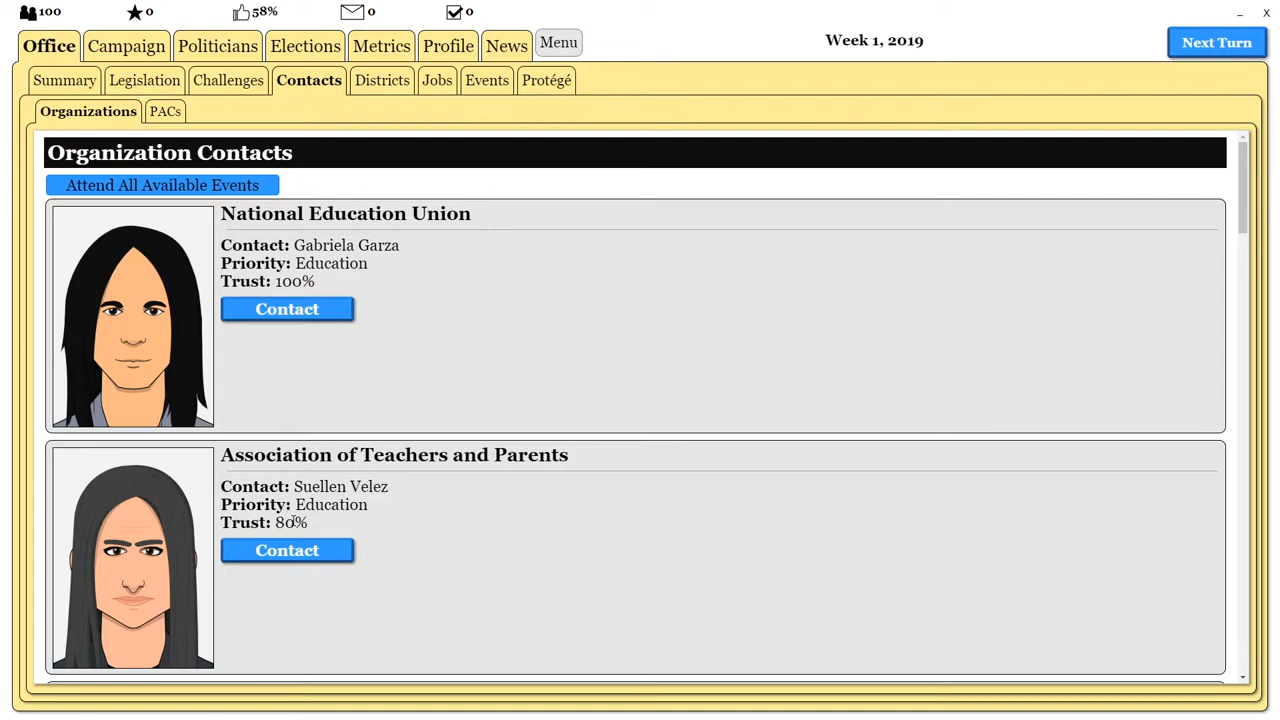 100 0 58% 0 0 _ X
Office Campaign Politicians Elections Metrics Profile News Menu Week 1, 2019 Next Turn
Summary Legislation Challenges Contacts Districts Jobs Events Protégé
Organizations PACs
Organization Contacts
Attend All Available Events
National Education Union
Contact: Gabriela Garza
Priority: Education
Trust: 100%
Contact
Association of Teachers and Parents
Contact: Suellen Velez
Priority: Education
Trust: 80%
Contact